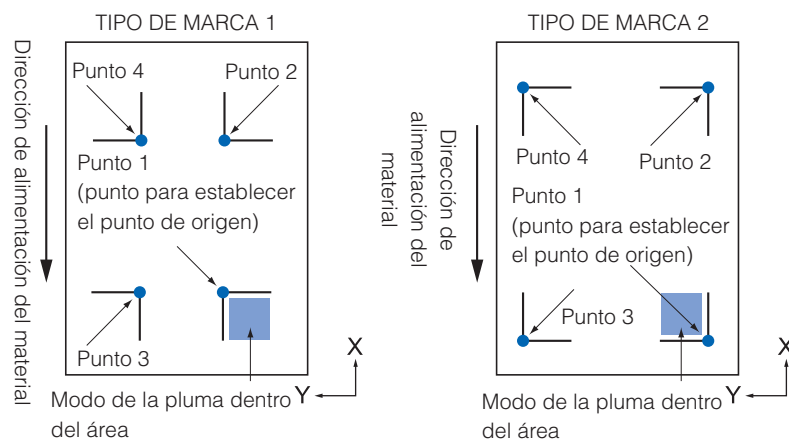 TIPO DE MARCA 1
Dirección de alimentación del material
Punto 4
Punto 2
Punto 1
(punto para establecer
el punto de origen)
Punto 3
X
Y
Modo de la pluma dentro
del área
TIPO DE MARCA 2
Dirección de
alimentación del
material
Punto 4
Punto 2
Punto 1
(punto para establecer
el punto de origen)
Punto 3
X
Y
Modo de la pluma dentro
del área